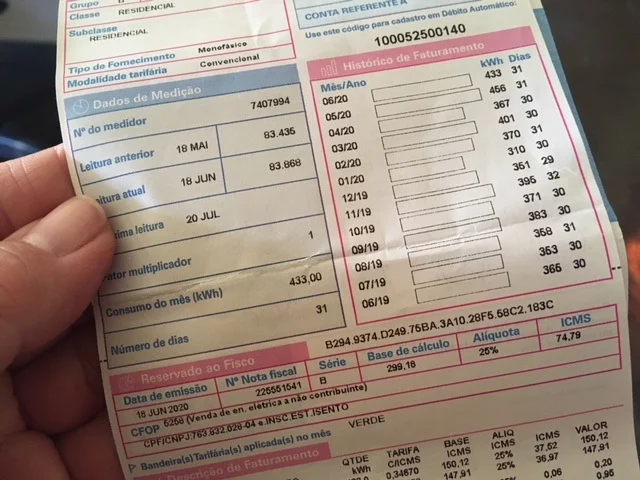 Grupo B
Classe RESIDENCIAL
Subclasse RESIDENCIAL
Tipo de Fornecimento Monofásico
Modalidade tarifária Convencional
CONTA REFERENTE A
Use este código para cadastro em Débito Automático:
100052500140
Dados de Medição
Nº do medidor 7407994
Leitura anterior 18 MAI 83.435
eitura atual 18 JUN 83.868
xima leitura 20 JUL
ator multiplicador 1
Consumo do mês (kWh) 433,00
Número de dias 31
Histórico de Faturamento
Mês/Ano kWh Dias
06/20 433 31
05/20 456 31
04/20 367 30
03/20 401 30
02/20 370 31
01/20 310 30
12/19 351 29
11/19 395 32
10/19 371 30
09/19 383 30
08/19 358 31
07/19 353 30
06/19 365 30
Reservado ao Fisco B294.9374.D249.75BA.3A10.28F5.58C2.183C
Data de emissão Nº Nota fiscal Série Base de cálculo Alíquota ICMS
18 JUN 2020 225551541 B 299,16 25% 74,79
CFOP 5258 (Venda de en. elétrica a não contribuinte)
CPF/CNPJ:763.932.029-04 e.INSC.EST.ISENTO
Bandeira(s)Tarifária(s) aplicada(s) no mês VERDE
Descrição de Faturamento
QTDE TARIFA BASE ALIQ ICMS VALOR
kWh C/ICMS ICMS ICMS
0,34670 150,12 25% 37,52 150,12
147,91 25% 36,97 147,91
0,06 0,20
0,95